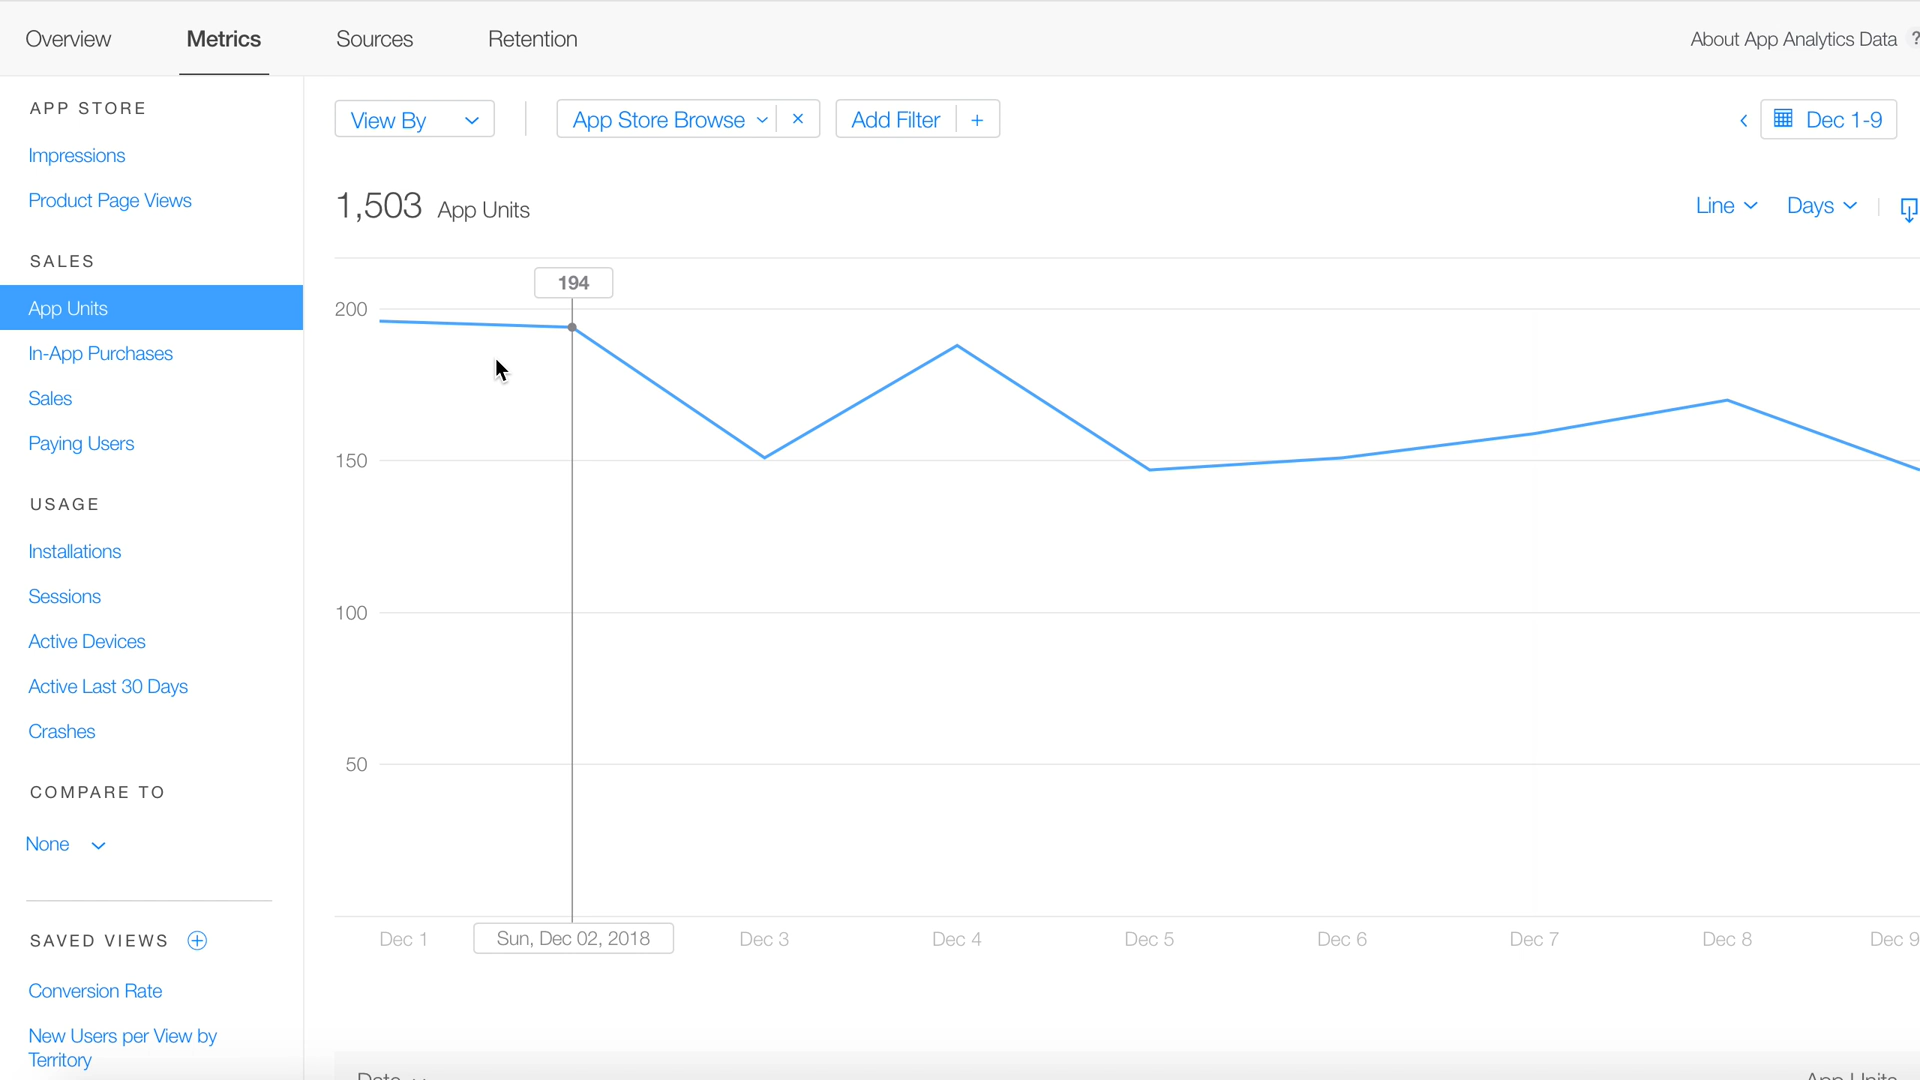 Overview Metrics Sources Retention About App Analytics Data ?
APP STORE
Impressions
Product Page Views
SALES
App Units
In-App Purchases
Sales
Paying Users
USAGE
Installations
Sessions
Active Devices
Active Last 30 Days
Crashes
COMPARE TO
None
SAVED VIEWS
Conversion Rate
New Users per View by
Territory
View By App Store Browse × Add Filter + Dec 1-9
1,503 App Units Line Days
194
200
150
100
50
Dec 1 Sun, Dec 02, 2018 Dec 3 Dec 4 Dec 5 Dec 6 Dec 7 Dec 8 Dec 9
Date App Units